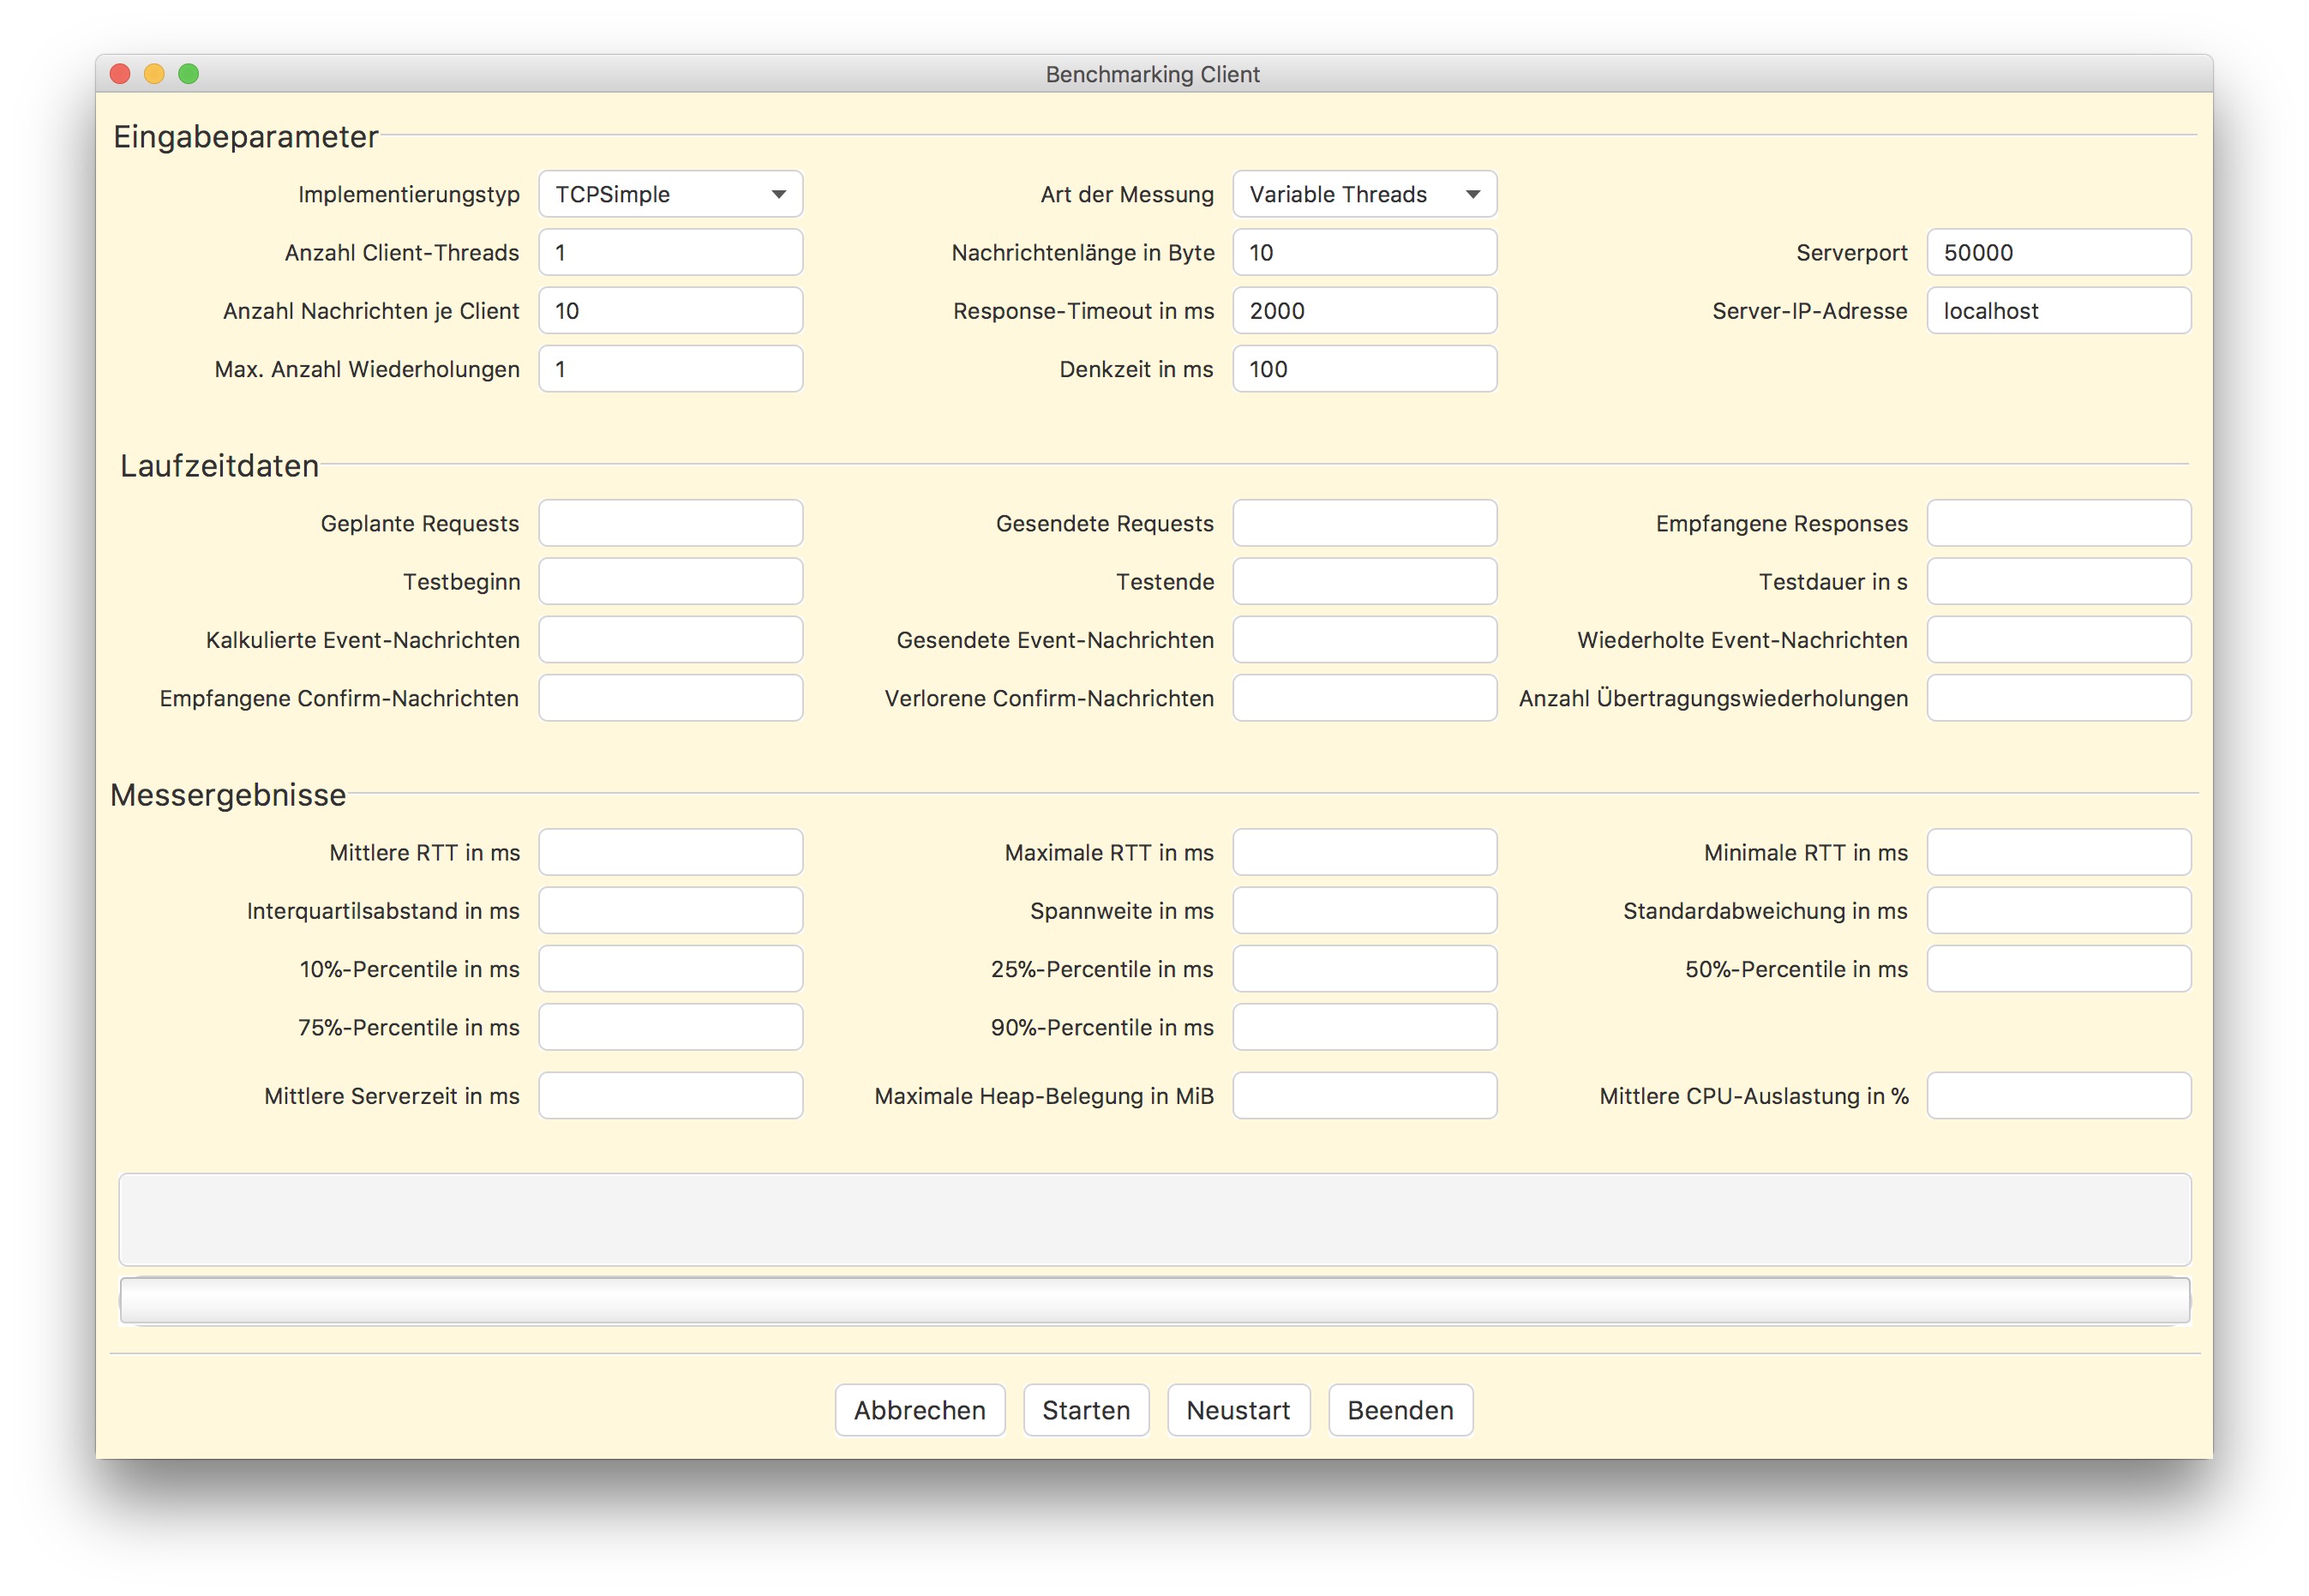 Benchmarking Client
Eingabeparameter
Implementierungstyp TCPSimple Art der Messung Variable Threads
Anzahl Client-Threads 1 Nachrichtenlänge in Byte 10 Serverport 50000
Anzahl Nachrichten je Client 10 Response-Timeout in ms 2000 Server-IP-Adresse localhost
Max. Anzahl Wiederholungen 1 Denkzeit in ms 100
Laufzeitdaten
Geplante Requests Gesendete Requests Empfangene Responses
Testbeginn Testende Testdauer in s
Kalkulierte Event-Nachrichten Gesendete Event-Nachrichten Wiederholte Event-Nachrichten
Empfangene Confirm-Nachrichten Verlorene Confirm-Nachrichten Anzahl Übertragungswiederholungen
Messergebnisse
Mittlere RTT in ms Maximale RTT in ms Minimale RTT in ms
Interquartilsabstand in ms Spannweite in ms Standardabweichung in ms
10%-Percentile in ms 25%-Percentile in ms 50%-Percentile in ms
75%-Percentile in ms 90%-Percentile in ms
Mittlere Serverzeit in ms Maximale Heap-Belegung in MiB Mittlere CPU-Auslastung in %
Abbrechen Starten Neustart Beenden